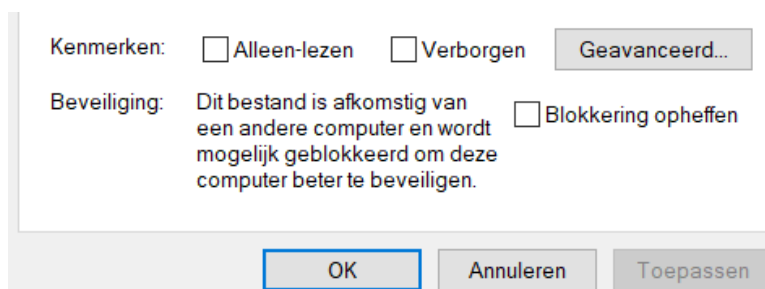 Kenmerken: Alleen-lezen Verborgen Geavanceerd...
Beveiliging: Dit bestand is afkomstig van
een andere computer en wordt Blokkering opheffen
mogelijk geblokkeerd om deze
computer beter te beveiligen.
OK Annuleren Toepassen